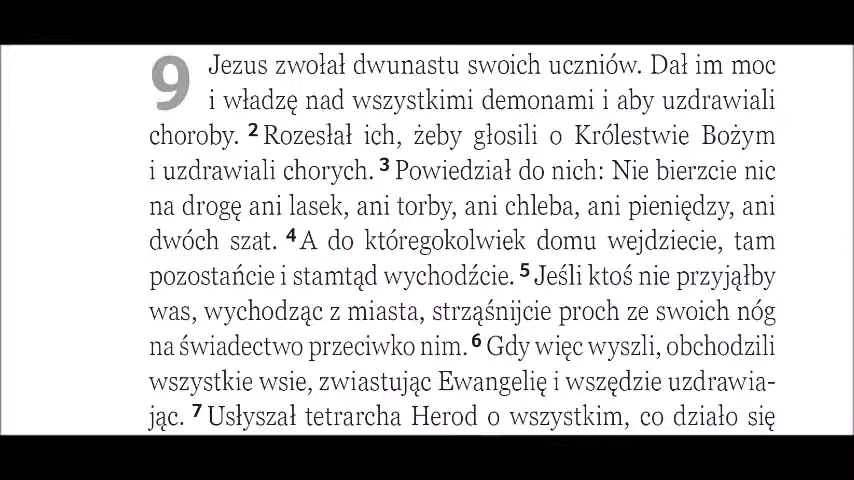 9 Jezus zwołał dwunastu swoich uczniów. Dał im moc
i władzę nad wszystkimi demonami i aby uzdrawiali
choroby. 2 Rozesłał ich, żeby głosili o Królestwie Bożym
i uzdrawiali chorych. 3 Powiedział do nich: Nie bierzcie nic
na drogę ani lasek, ani torby, ani chleba, ani pieniędzy, ani
dwóch szat. 4 A do któregokolwiek domu wejdziecie, tam
pozostańcie i stamtąd wychodźcie. 5 Jeśli ktoś nie przyjąłby
was, wychodząc z miasta, strząśnijcie proch ze swoich nóg
na świadectwo przeciwko nim. 6 Gdy więc wyszli, obchodzili
wszystkie wsie, zwiastując Ewangelię i wszędzie uzdrawia-
jąc. 7 Usłyszał tetrarcha Herod o wszystkim, co działo się